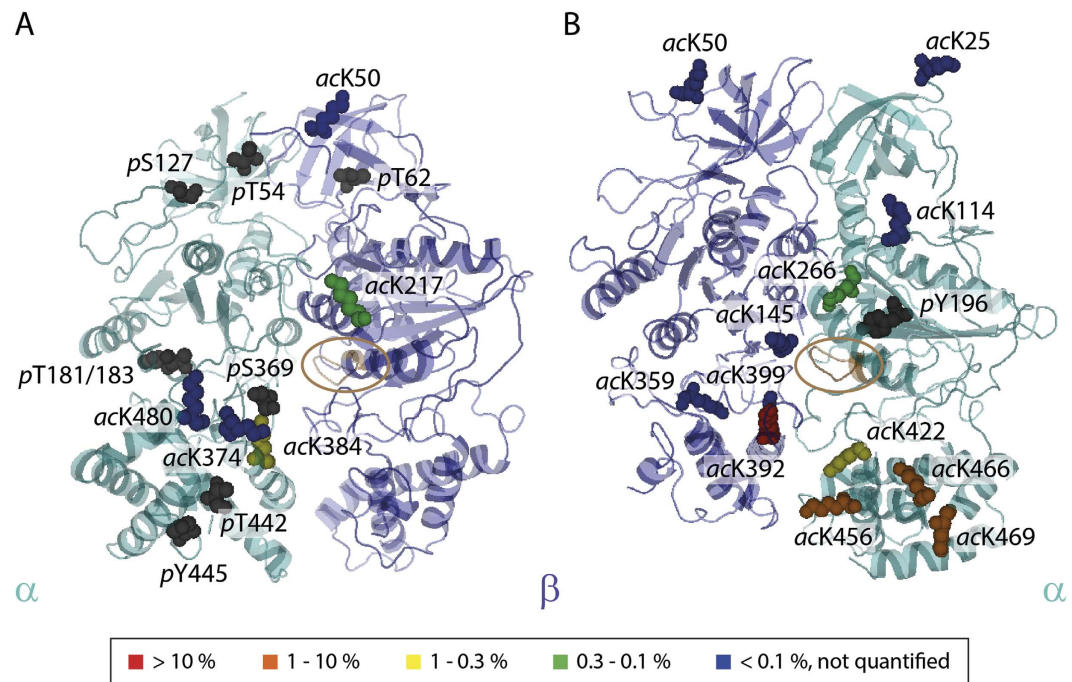 A
acK50
pS127
pT54
pT62
acK217
pT181/183
pS369
acK480
acK374
acK384
pT442
pY445
α
β
B
acK50
acK25
acK114
acK266
acK145
pY196
acK359
acK399
acK392
acK422
acK466
acK456
acK469
α
> 10 %
1 - 10 %
1 - 0.3 %
0.3 - 0.1 %
< 0.1 %, not quantified